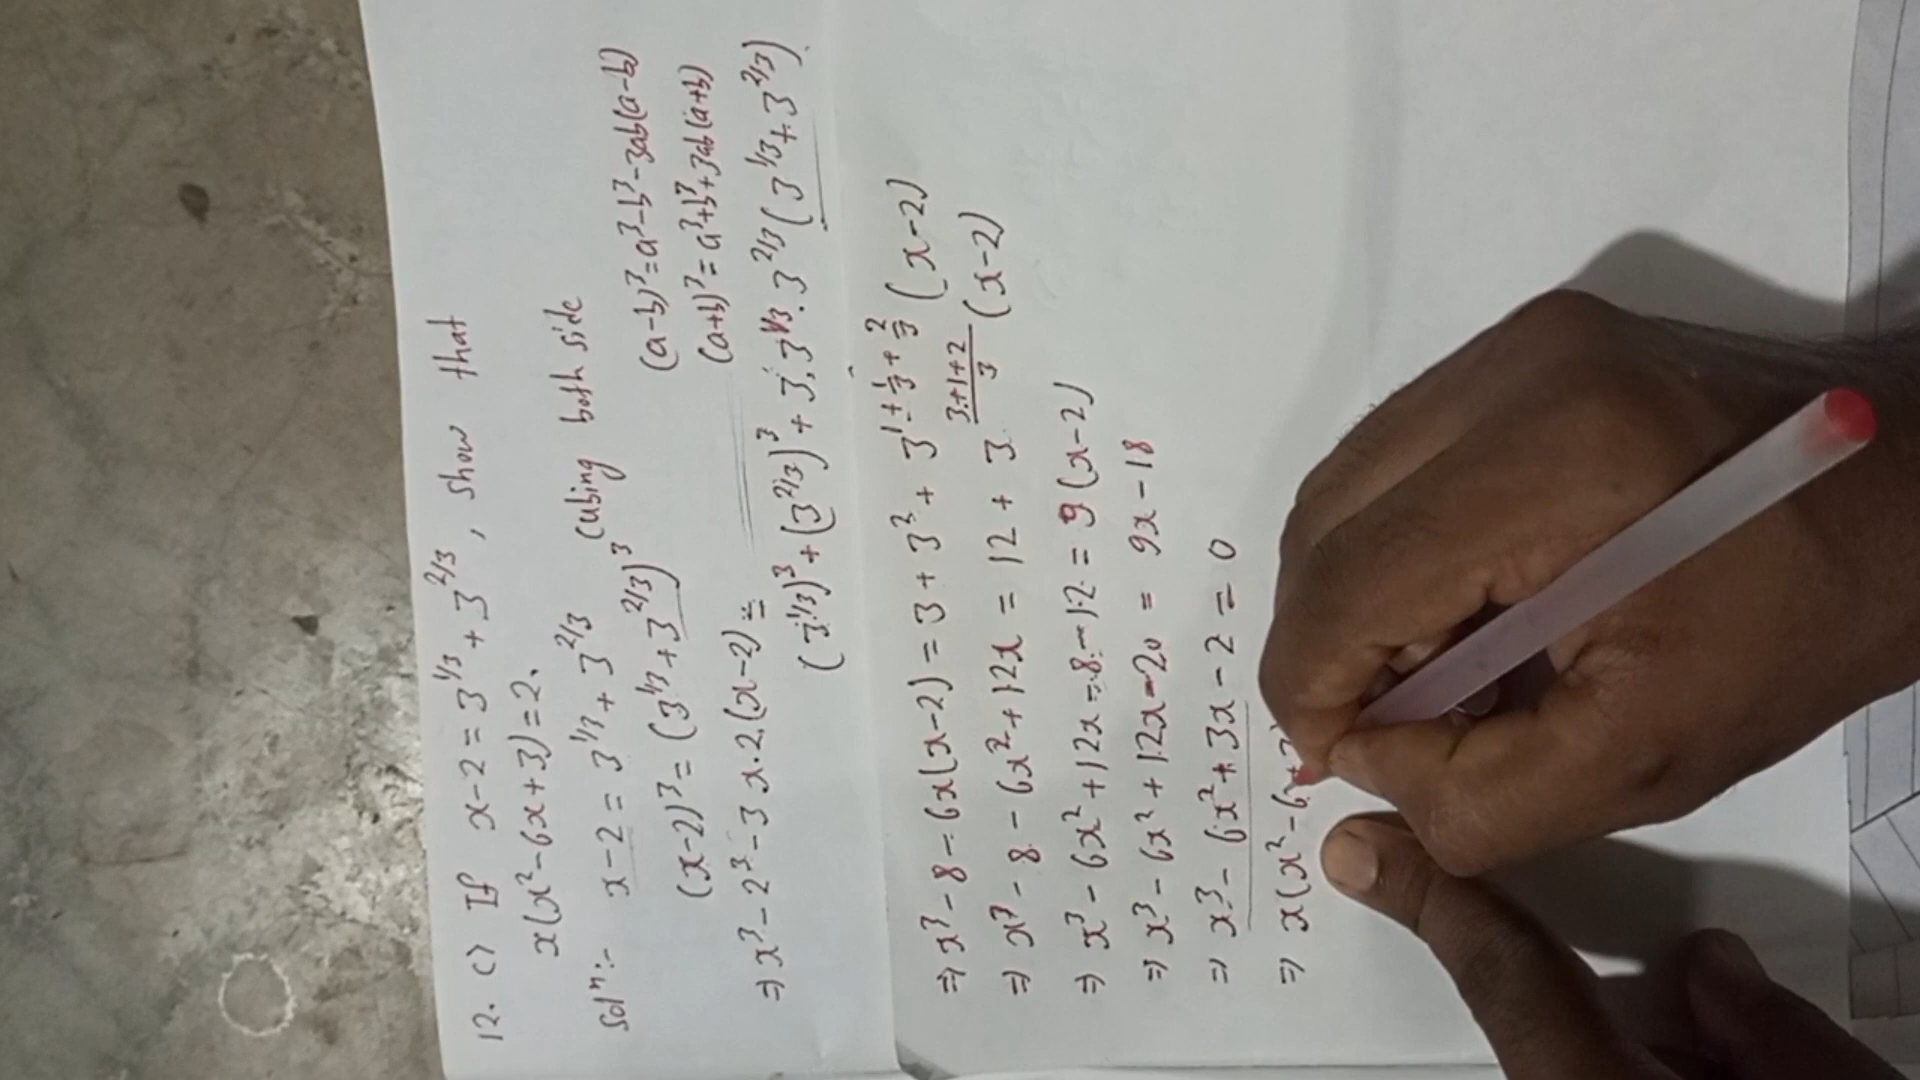 12. c) If x-2 = 3^1/3 + 3^2/3, show that
x(x²-6x+3)=2.
Solⁿ:- x-2 = 3^1/3 + 3^2/3
Cubing both side
(x-2)³ = (3^1/3 + 3^2/3)³
(a-b)³=a³-b³-3ab(a-b)
(a+b)³=a³+b³+3ab(a+b)
⇒ x³-2³-3x·2(x-2) =
(3^1/3)³+(3^2/3)³+3.3^1/3.3^2/3(3^1/3+3^2/3)
⇒ x³-8-6x(x-2) = 3+3²+3^1+1/3+2/3 (x-2)
⇒ x³-8-6x²+12x = 12+3^(3+1+2)/3 (x-2)
⇒ x³-6x²+12x-8-12 = 9(x-2)
⇒ x³-6x²+12x-20 = 9x-18
⇒ x³-6x²+3x-2=0
⇒ x(x²-6x+3)